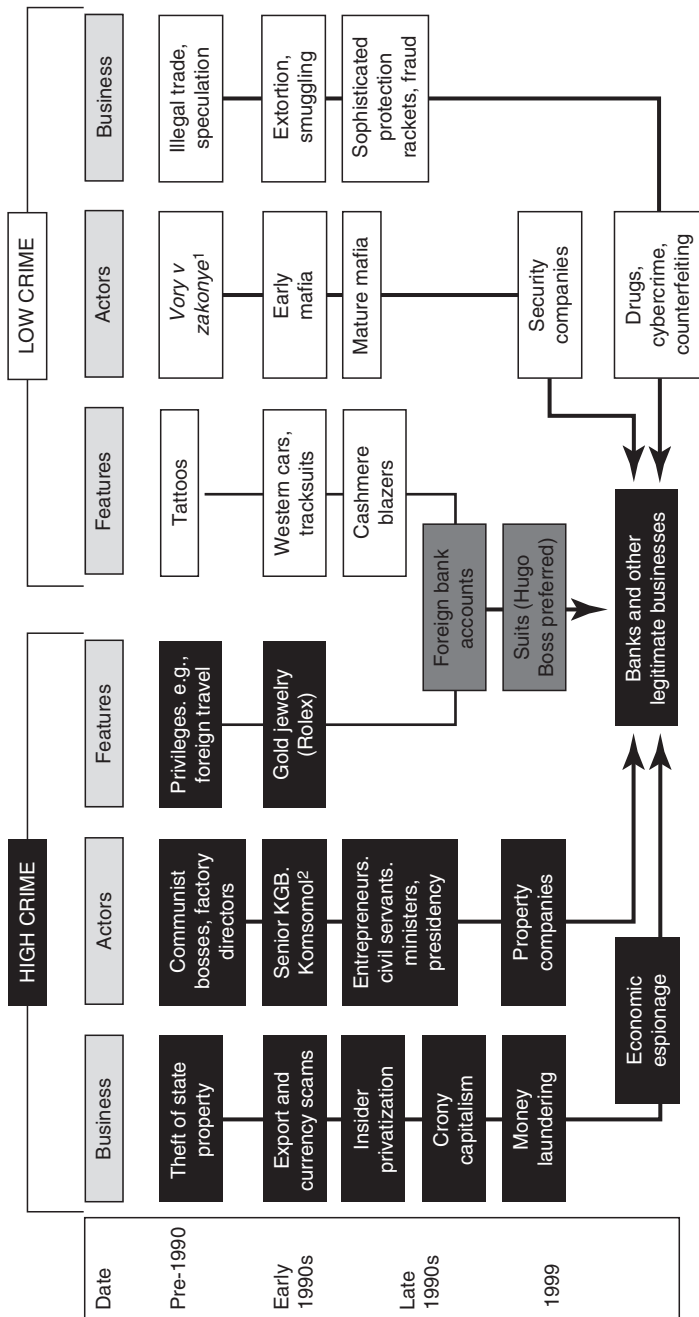 HIGH CRIME
LOW CRIME
Date
Business
Actors
Features
Features
Actors
Business
Pre-1990
Theft of state
property
Communist
bosses, factory
directors
Privileges. e.g.,
foreign travel
Tattoos
Vory v
zakonye¹
Illegal trade,
speculation
Early
1990s
Export and
currency scams
Senior KGB.
Komsomol²
Gold jewelry
(Rolex)
Western cars,
tracksuits
Early
mafia
Extortion,
smuggling
Late
1990s
Insider
privatization
Entrepreneurs.
civil servants.
ministers,
presidency
Cashmere
blazers
Mature mafia
Sophisticated
protection
rackets, fraud
Crony
capitalism
Foreign bank
accounts
1999
Money
laundering
Property
companies
Suits (Hugo
Boss preferred)
Security
companies
Economic
espionage
Banks and other
legitimate businesses
Drugs,
cybercrime,
counterfeiting